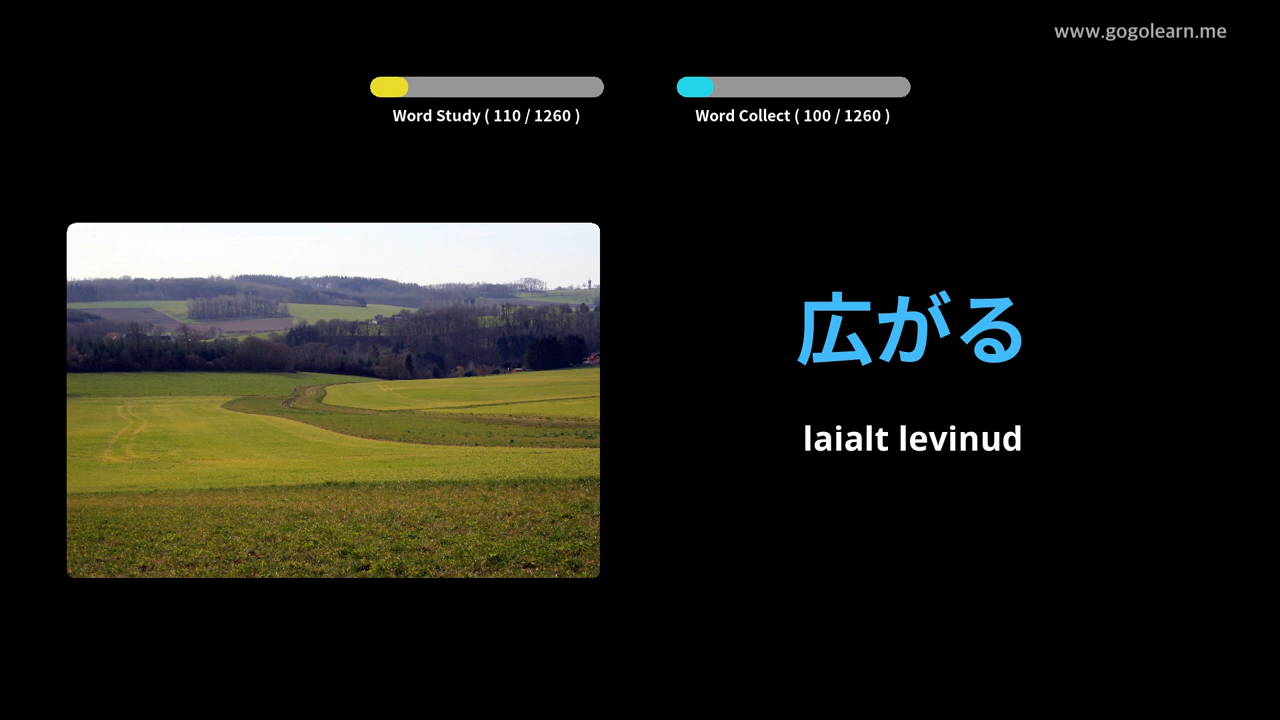 www.gogolearn.me
Word Study ( 110 / 1260 )
Word Collect ( 100 / 1260 )
広がる
laialt levinud